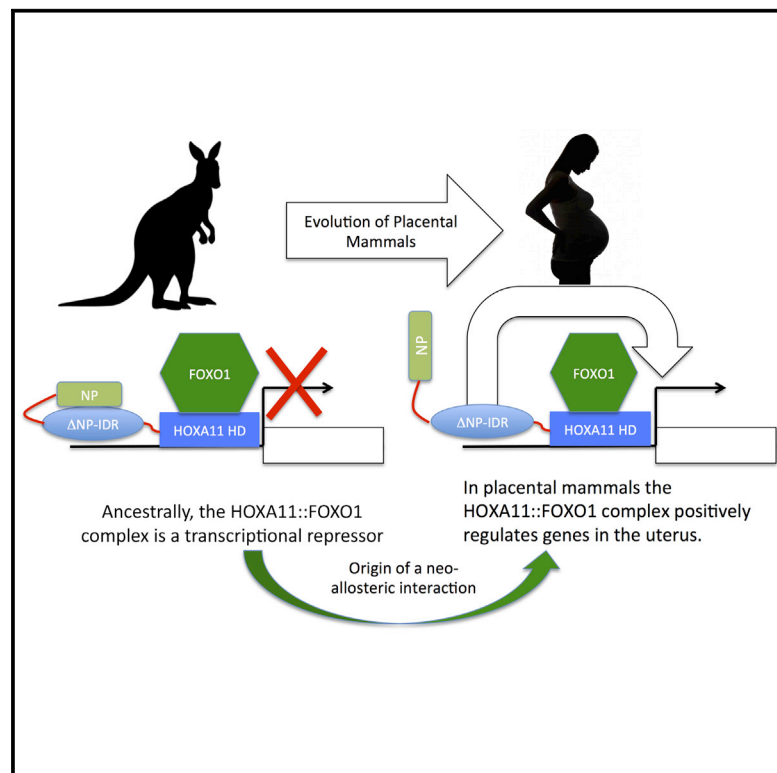 Evolution of Placental
Mammals
FOXO1
NP
ΔNP-IDR
HOXA11 HD
NP
FOXO1
ΔNP-IDR
HOXA11 HD
Ancestrally, the HOXA11::FOXO1
complex is a transcriptional repressor
In placental mammals the
HOXA11::FOXO1 complex positively
regulates genes in the uterus.
Origin of a neo-
allosteric interaction